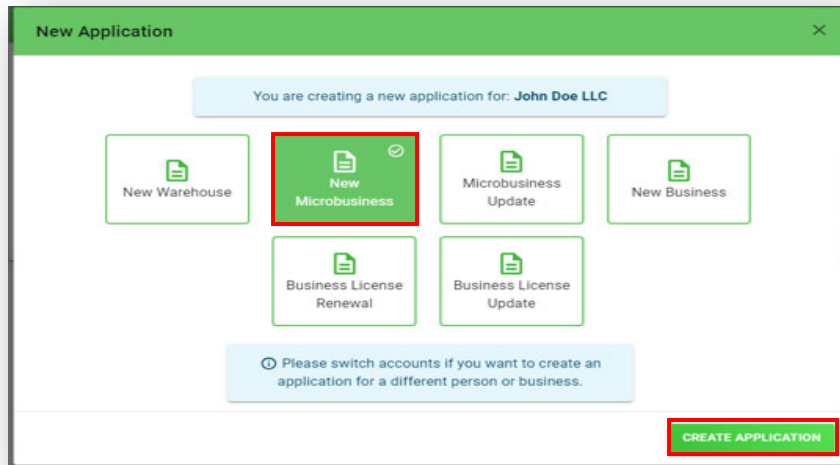 New Application
You are creating a new application for: John Doe LLC
New Warehouse
New
Microbusiness
Microbusiness
Update
New Business
Business License
Renewal
Business License
Update
Please switch accounts if you want to create an
application for a different person or business.
CREATE APPLICATION